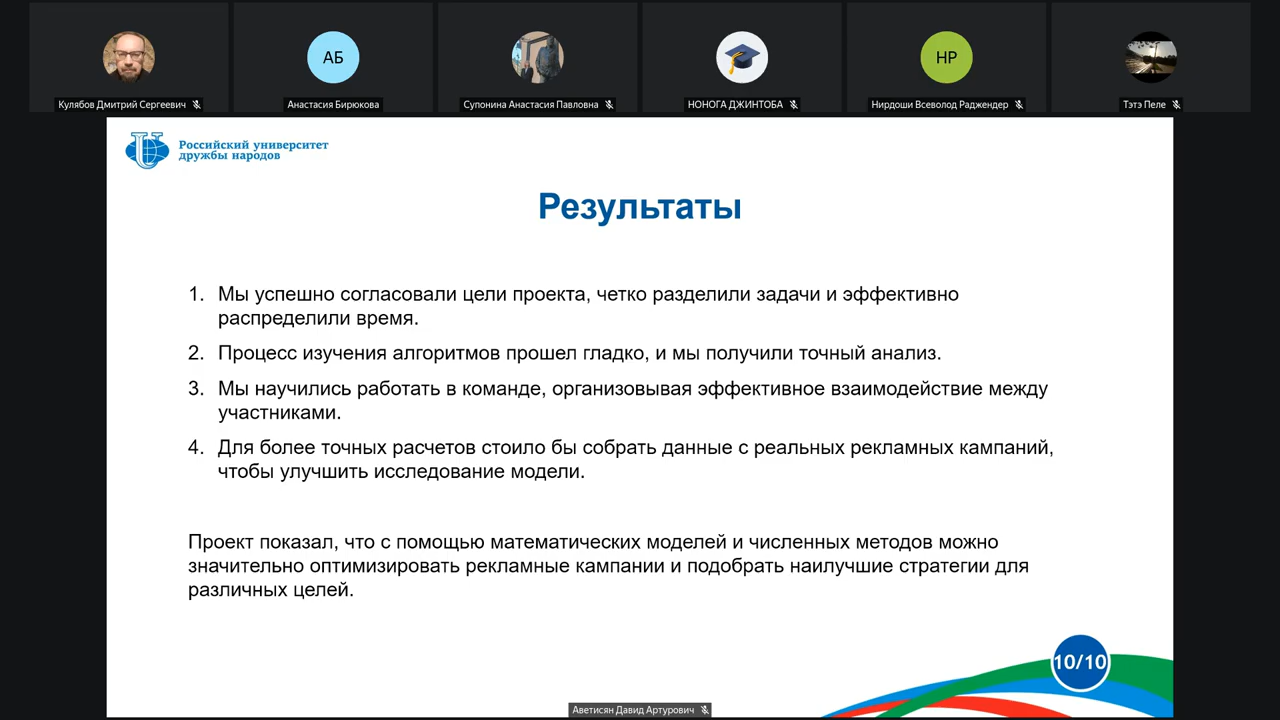 АБ
НР
Кулябов Дмитрий Сергеевич
Анастасия Бирюкова
Супонина Анастасия Павловна
НОНОГА ДЖИНТОБА
Нирдоши Всеволод Раджендер
Тэтэ Пеле
Российский университет
дружбы народов
Результаты
1. Мы успешно согласовали цели проекта, четко разделили задачи и эффективно
распределили время.
2. Процесс изучения алгоритмов прошел гладко, и мы получили точный анализ.
3. Мы научились работать в команде, организовывая эффективное взаимодействие между
участниками.
4. Для более точных расчетов стоило бы собрать данные с реальных рекламных кампаний,
чтобы улучшить исследование модели.
Проект показал, что с помощью математических моделей и численных методов можно
значительно оптимизировать рекламные кампании и подобрать наилучшие стратегии для
различных целей.
10/10
Аветисян Давид Артурович